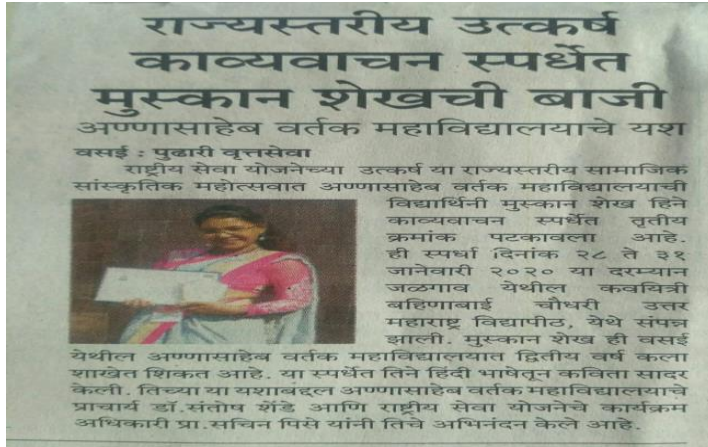 राज्यस्तरीय उत्कर्ष
काव्यवाचन स्पर्धेत
मुस्कान शेखची बाजी
अण्णासाहेब वर्तक महाविद्यालयाचे यश
वसई : पुढारी वृत्तसेवा
राष्ट्रीय सेवा योजनेच्या उत्कर्ष या राज्यस्तरीय सामाजिक
सांस्कृतिक महोत्सवात अण्णासाहेब वर्तक महाविद्यालयाची
विद्यार्थिनी मुस्कान शेख हिने
काव्यवाचन स्पर्धेत तृतीय
क्रमांक पटकावला आहे.
ही स्पर्धा दिनांक २८ ते ३१
जानेवारी २०२० या दरम्यान
जळगाव येथील कवयित्री
बहिणाबाई चौधरी उत्तर
महाराष्ट्र विद्यापीठ, येथे संपन्न
झाली. मुस्कान शेख ही वसई
येथील अण्णासाहेब वर्तक महाविद्यालयात द्वितीय वर्ष कला
शाखेत शिकत आहे. या स्पर्धेत तिने हिंदी भाषेतून कविता सादर
केली. तिच्या या यशाबद्दल अण्णासाहेब वर्तक महाविद्यालयाचे
प्राचार्य डॉ.संतोष शेंडे आणि राष्ट्रीय सेवा योजनेचे कार्यक्रम
अधिकारी प्रा.सचिन पिसे यांनी तिचे अभिनंदन केले आहे.